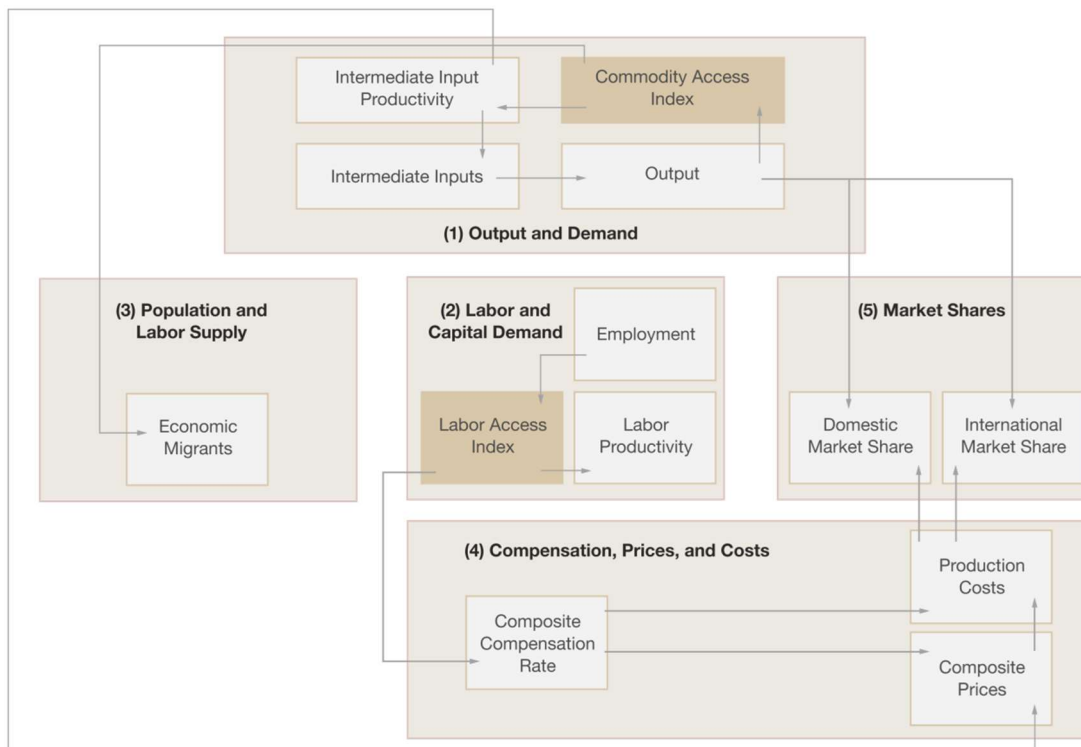 Intermediate Input
Productivity
Commodity Access
Index
Intermediate Inputs
Output
(1) Output and Demand
(3) Population and
Labor Supply
Economic
Migrants
(2) Labor and
Capital Demand
Employment
Labor Access
Index
Labor
Productivity
(5) Market Shares
Domestic
Market Share
International
Market Share
(4) Compensation, Prices, and Costs
Composite
Compensation
Rate
Production
Costs
Composite
Prices